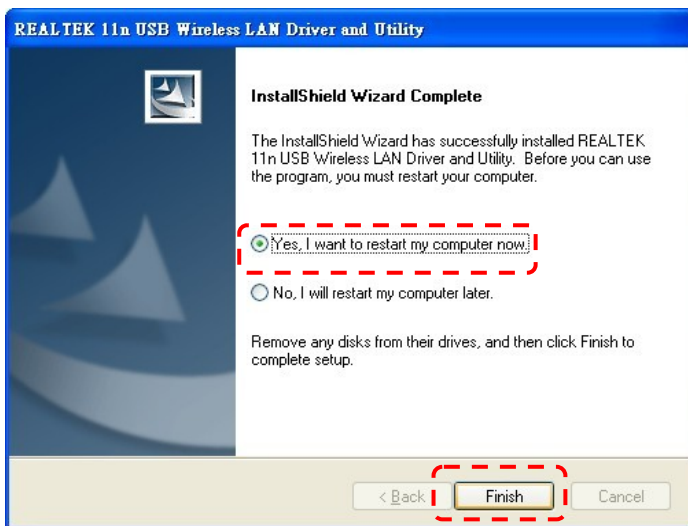 REALTEK 11n USB Wireless LAN Driver and Utility
InstallShield Wizard Complete
The InstallShield Wizard has successfully installed REALTEK
11n USB Wireless LAN Driver and Utility.  Before you can use
the program, you must restart your computer.
Yes, I want to restart my computer now.
No, I will restart my computer later.
Remove any disks from their drives, and then click Finish to
complete setup.
< Back
Finish
Cancel